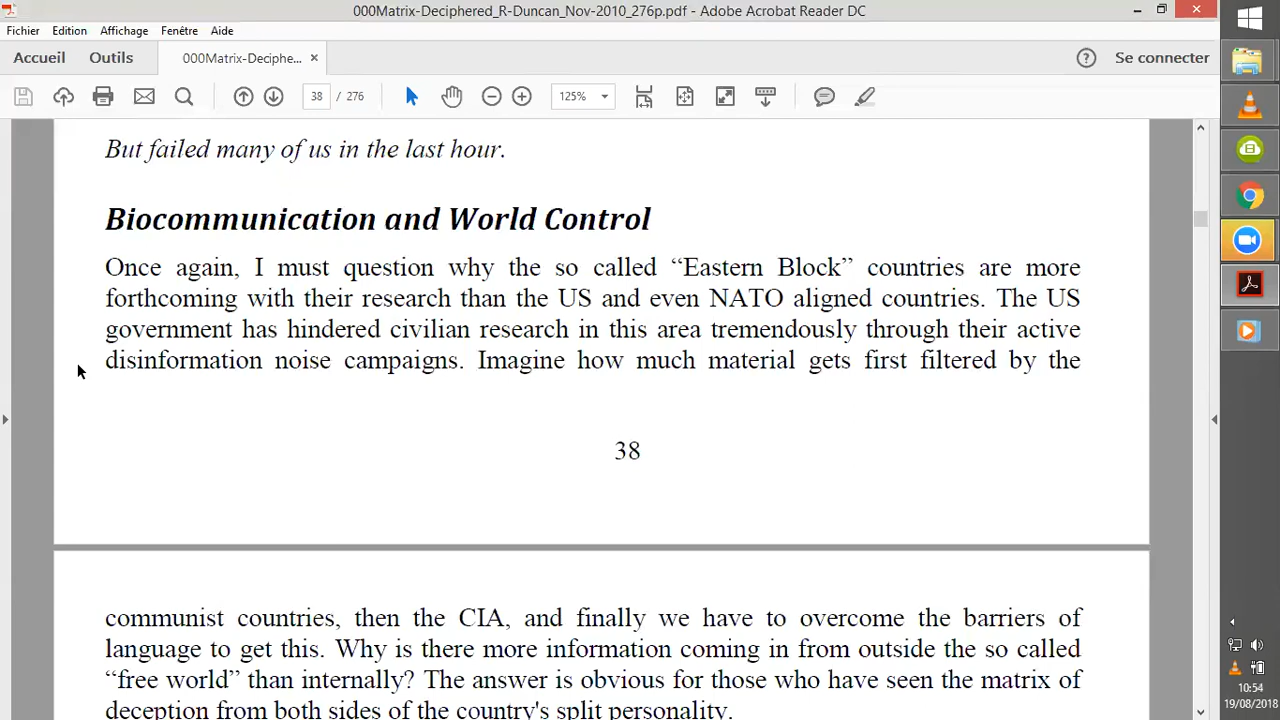 000Matrix-Deciphered_R-Duncan_Nov-2010_276p.pdf - Adobe Acrobat Reader DC
Fichier Edition Affichage Fenêtre Aide
Accueil Outils 000Matrix-Deciphe... × Se connecter
38 / 276 125%
But failed many of us in the last hour.
Biocommunication and World Control
Once again, I must question why the so called “Eastern Block” countries are more
forthcoming with their research than the US and even NATO aligned countries. The US
government has hindered civilian research in this area tremendously through their active
disinformation noise campaigns. Imagine how much material gets first filtered by the
38
communist countries, then the CIA, and finally we have to overcome the barriers of
language to get this. Why is there more information coming in from outside the so called
“free world” than internally? The answer is obvious for those who have seen the matrix of
deception from both sides of the country's split personality.
10:54
19/08/2018